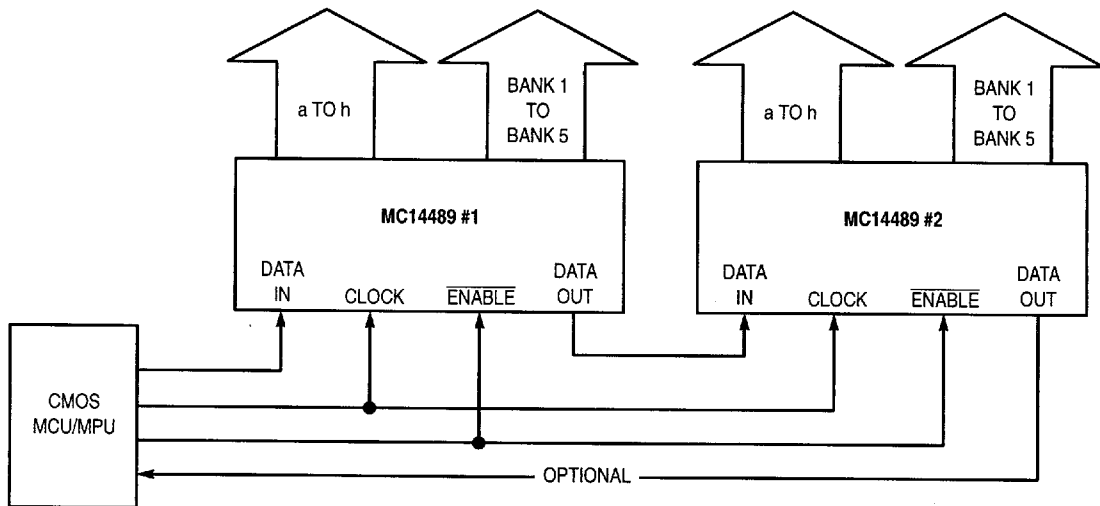 a TO h
BANK 1
TO
BANK 5
a TO h
BANK 1
TO
BANK 5
MC14489 #1
DATA
IN
CLOCK
ENABLE
DATA
OUT
MC14489 #2
DATA
IN
CLOCK
ENABLE
DATA
OUT
CMOS
MCU/MPU
OPTIONAL